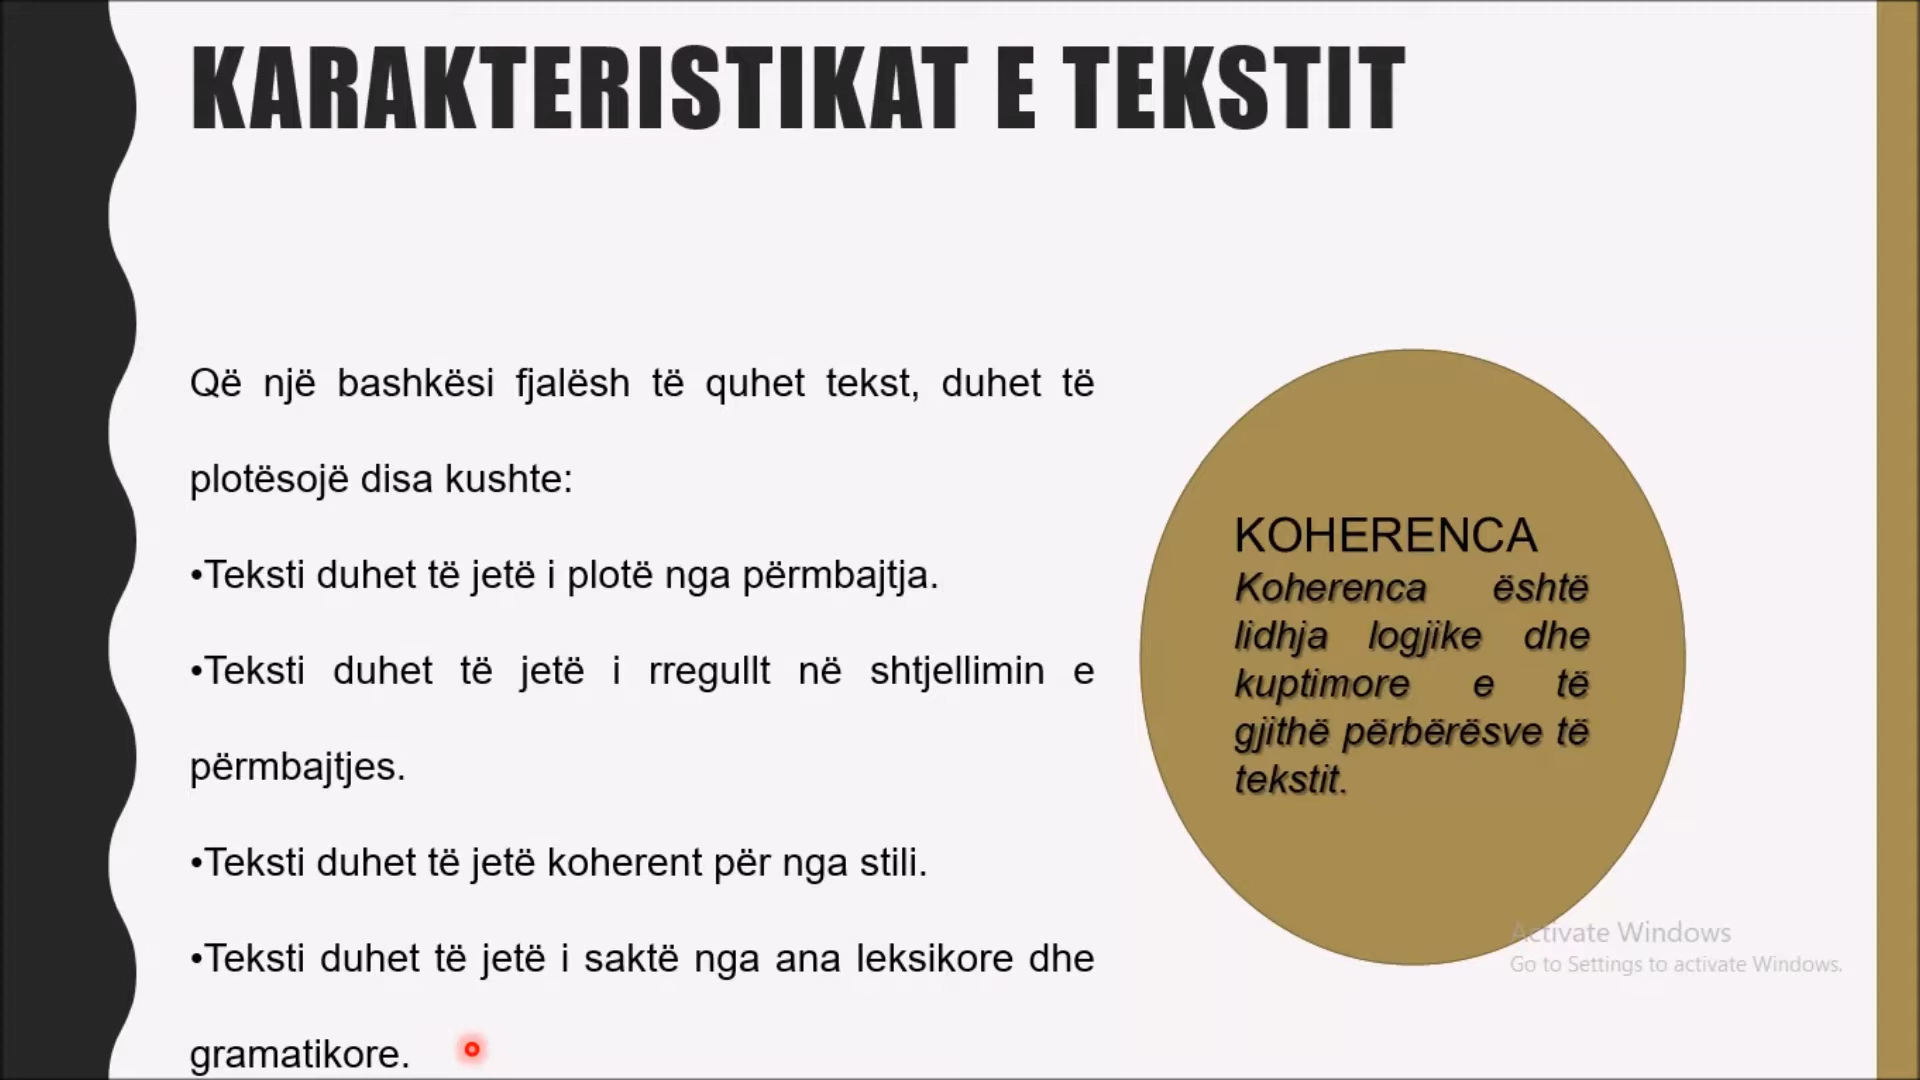 KARAKTERISTIKAT E TEKSTIT
Që një bashkësi fjalësh të quhet tekst, duhet të
plotësojë disa kushte:
•Teksti duhet të jetë i plotë nga përmbajtja.
•Teksti duhet të jetë i rregullt në shtjellimin e
përmbajtjes.
•Teksti duhet të jetë koherent për nga stili.
•Teksti duhet të jetë i saktë nga ana leksikore dhe
gramatikore.
KOHERENCA
Koherenca është
lidhja logjike dhe
kuptimore e të
gjithë përbërësve të
tekstit.
Activate Windows
Go to Settings to activate Windows.